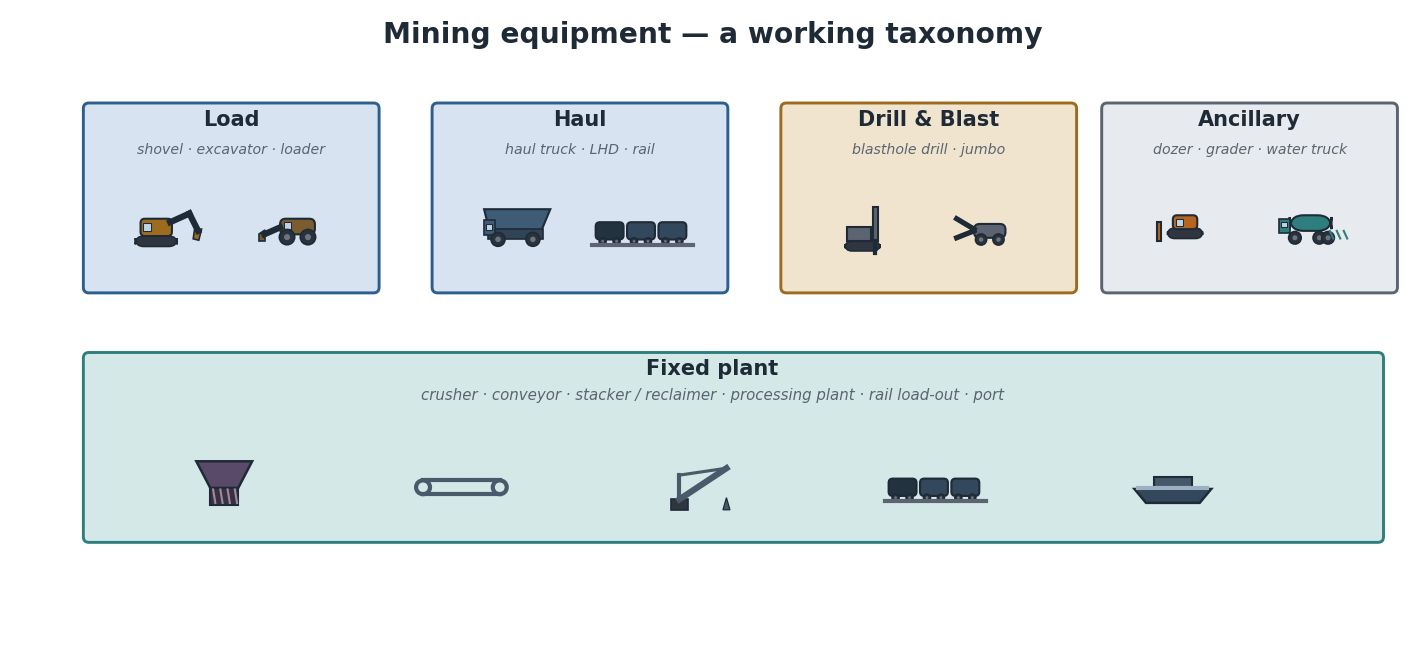 Mining equipment — a working taxonomy
Load
shovel · excavator · loader
Haul
haul truck · LHD · rail
Drill & Blast
blasthole drill · jumbo
Ancillary
dozer · grader · water truck
Fixed plant
crusher · conveyor · stacker / reclaimer · processing plant · rail load-out · port